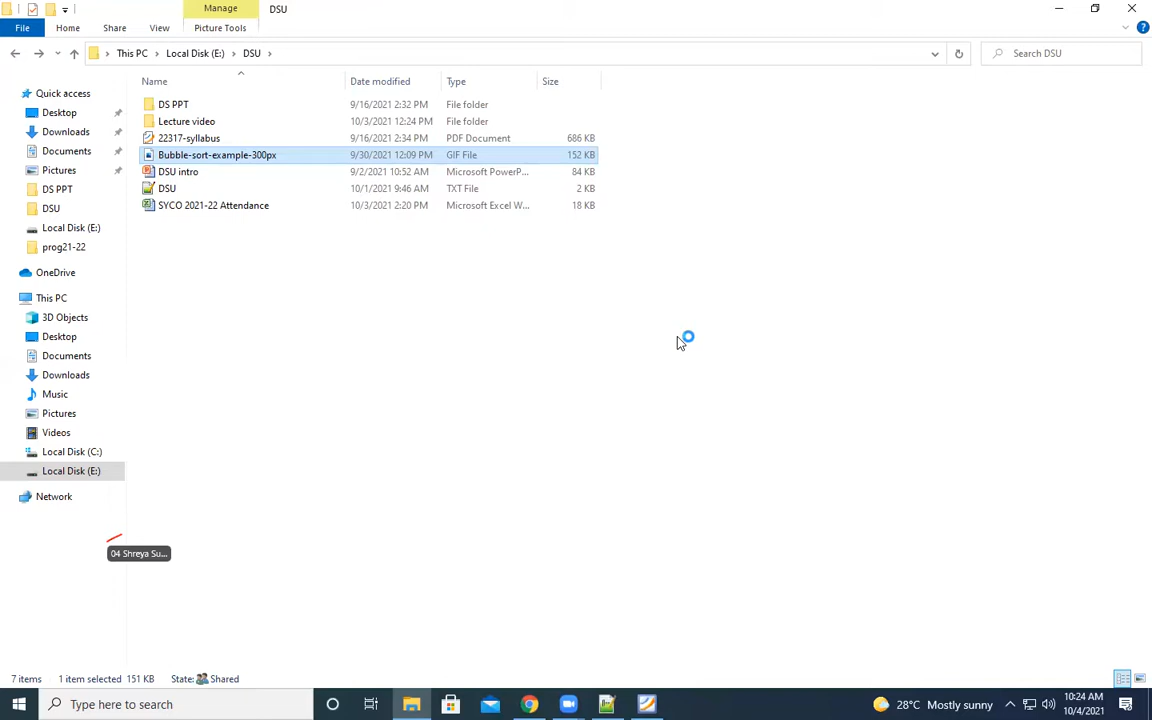 Manage
DSU
File
Home
Share
View
Picture Tools
This PC
Local Disk (E:)
DSU
Search DSU
Name
Date modified
Type
Size
DS PPT
9/16/2021 2:32 PM
File folder
Lecture video
10/3/2021 12:24 PM
File folder
22317-syllabus
9/16/2021 2:34 PM
PDF Document
686 KB
Bubble-sort-example-300px
9/30/2021 12:09 PM
GIF File
152 KB
DSU intro
9/2/2021 10:52 AM
Microsoft PowerP...
84 KB
DSU
10/1/2021 9:46 AM
TXT File
2 KB
SYCO 2021-22 Attendance
10/3/2021 2:20 PM
Microsoft Excel W...
18 KB
Quick access
Desktop
Downloads
Documents
Pictures
DS PPT
DSU
Local Disk (E:)
prog21-22
OneDrive
This PC
3D Objects
Desktop
Documents
Downloads
Music
Pictures
Videos
Local Disk (C:)
Local Disk (E:)
Network
04 Shreya Su...
7 items
1 item selected 151 KB
State: Shared
Type here to search
28°C Mostly sunny
10:24 AM
10/4/2021